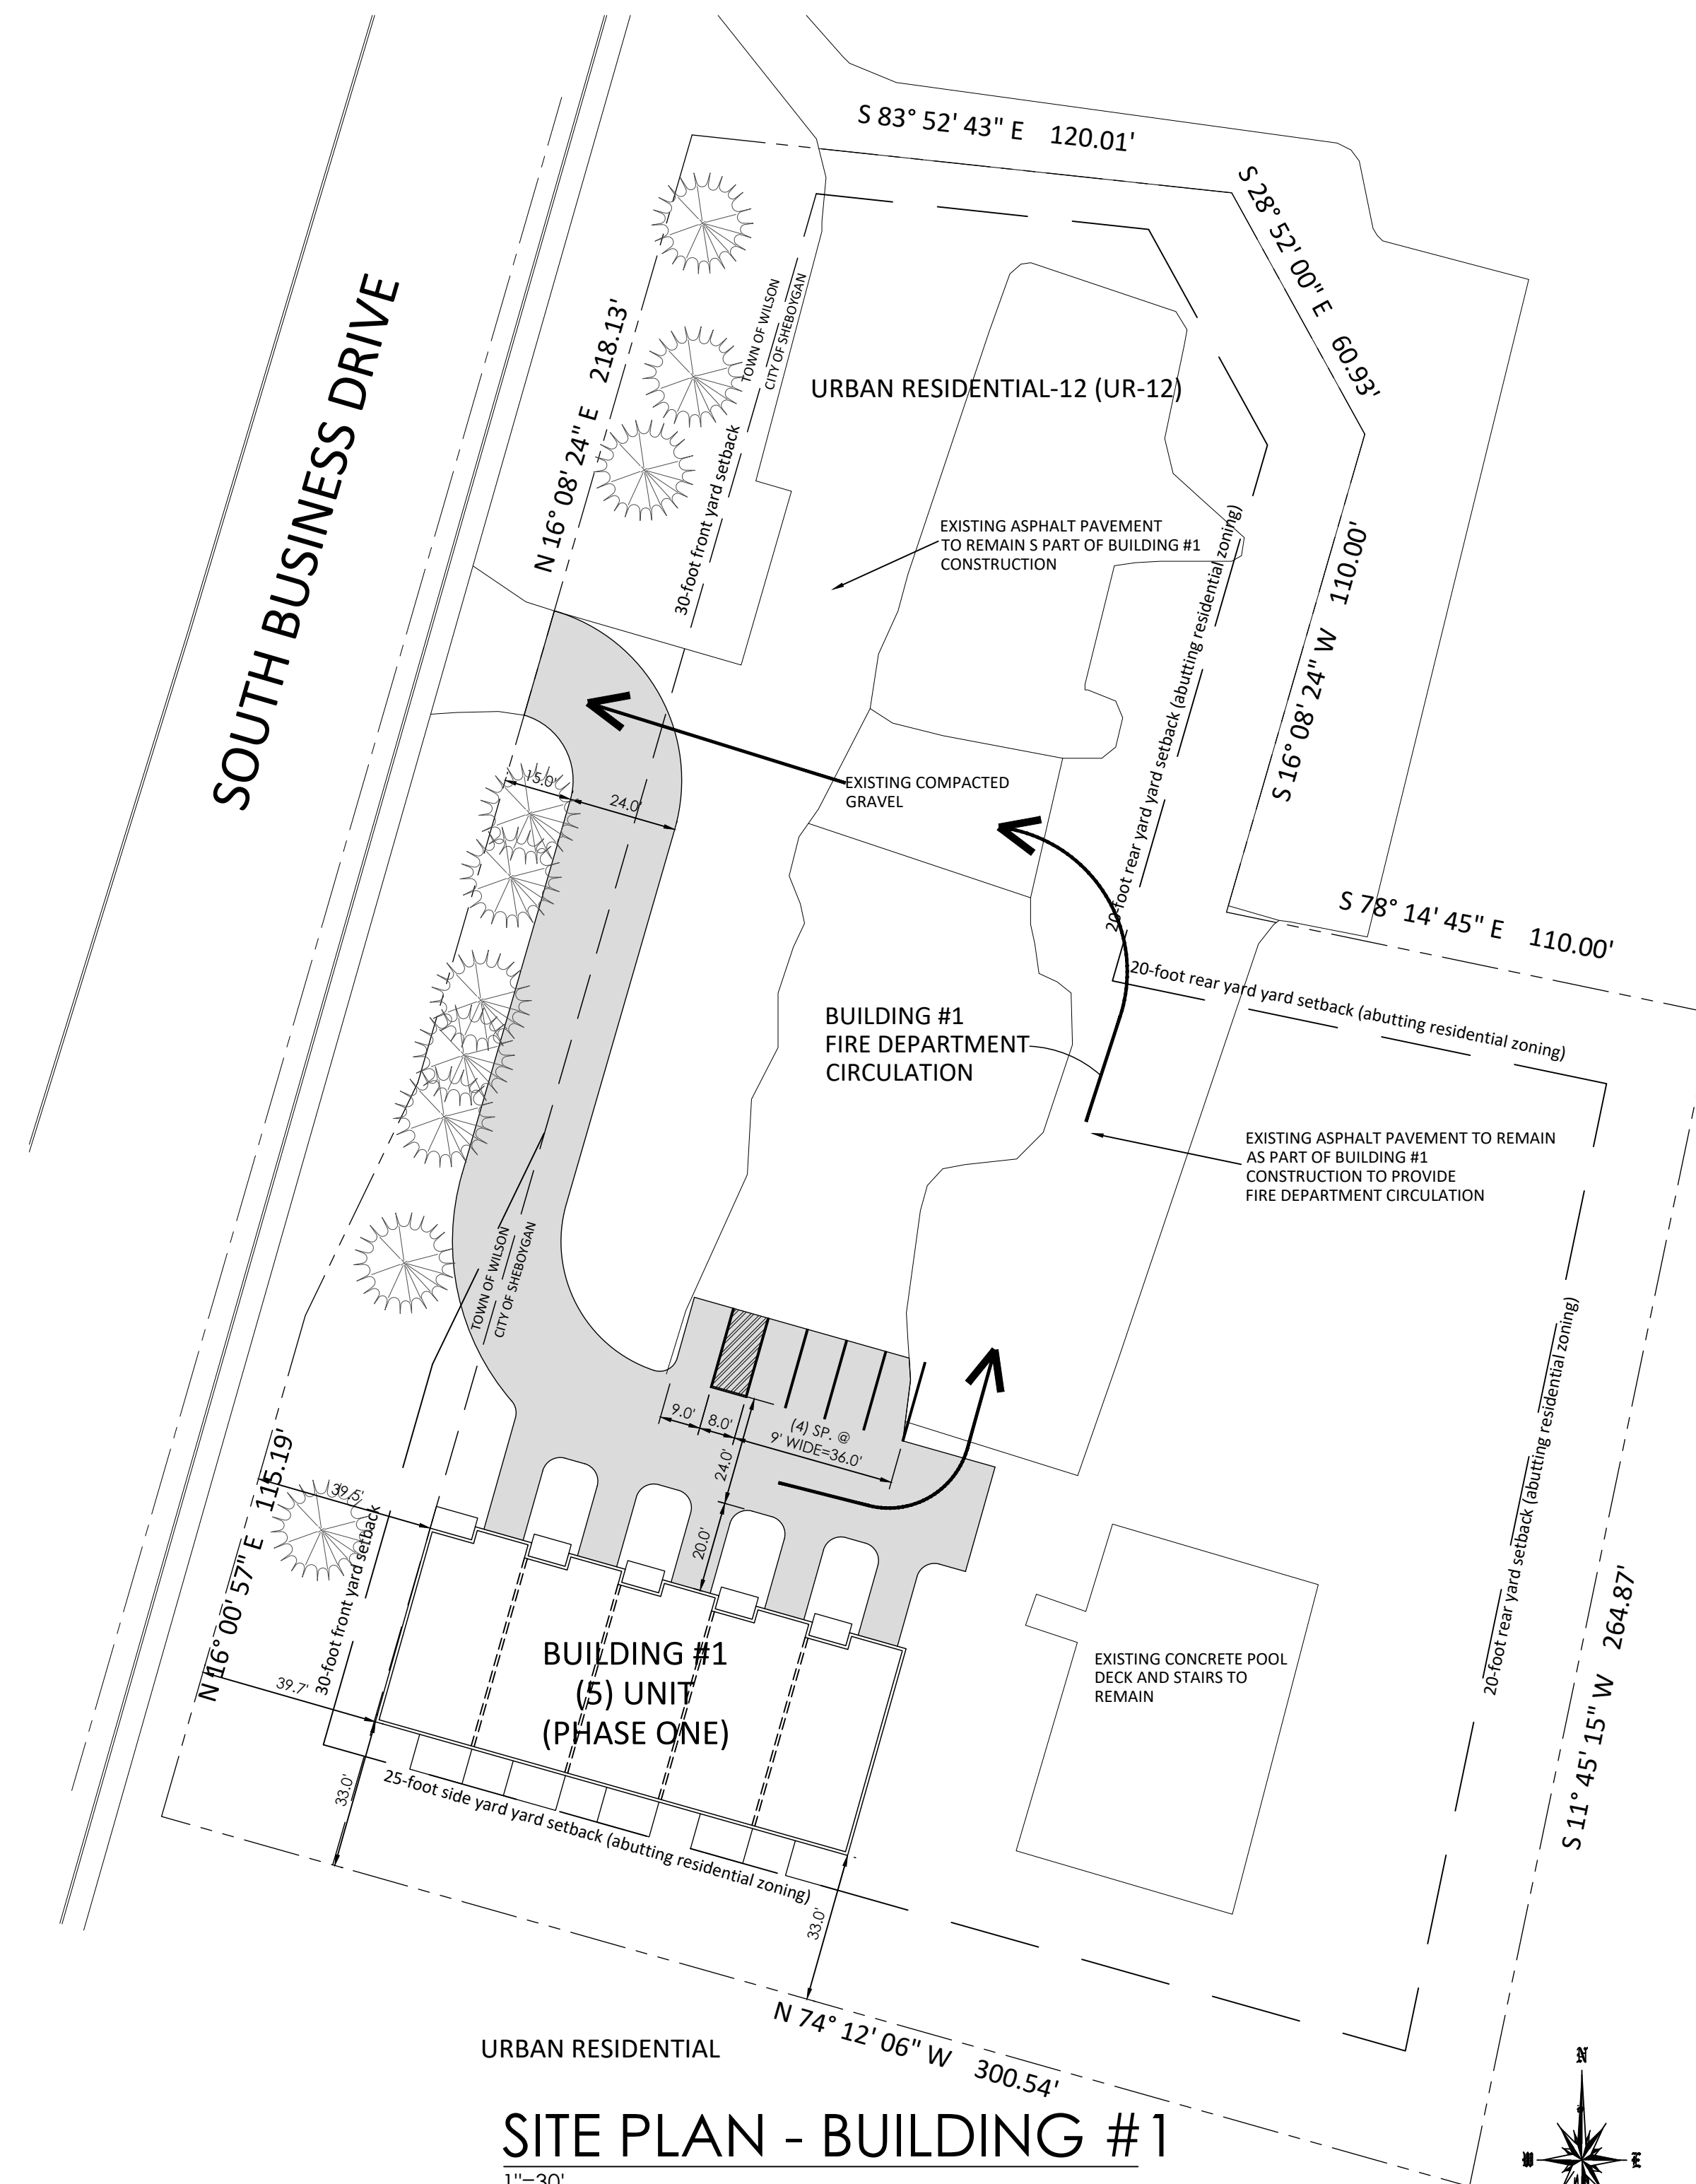 S 83° 52' 43" E 120.01'
S 28° 52' 00" E 60.93'
SOUTH BUSINESS DRIVE
N 16° 08' 24" E 218.13'
TOWN OF WILSON
CITY OF SHEBOYGAN
URBAN RESIDENTIAL-12 (UR-12)
30-foot front yard setback
EXISTING ASPHALT PAVEMENT
TO REMAIN S PART OF BUILDING #1
CONSTRUCTION
20-foot rear yard yard setback (abutting residential zoning)
S 16° 08' 24" W 110.00'
15.0'
24.0'
EXISTING COMPACTED
GRAVEL
S 78° 14' 45" E 110.00'
20-foot rear yard yard setback (abutting residential zoning)
BUILDING #1
FIRE DEPARTMENT
CIRCULATION
EXISTING ASPHALT PAVEMENT TO REMAIN
AS PART OF BUILDING #1
CONSTRUCTION TO PROVIDE
FIRE DEPARTMENT CIRCULATION
TOWN OF WILSON
CITY OF SHEBOYGAN
20-foot rear yard setback (abutting residential zoning)
9.0'
8.0'
(4) SP. @
9' WIDE=36.0'
24.0'
20.0'
39.5'
N 16° 00' 57" E 115.19'
30-foot front yard setback
39.7'
BUILDING #1
(5) UNIT
(PHASE ONE)
EXISTING CONCRETE POOL
DECK AND STAIRS TO
REMAIN
S 11° 45' 15" W 264.87'
33.0'
25-foot side yard yard setback (abutting residential zoning)
33.0'
N 74° 12' 06" W 300.54'
URBAN RESIDENTIAL
SITE PLAN - BUILDING #1
1"=30'
N
E